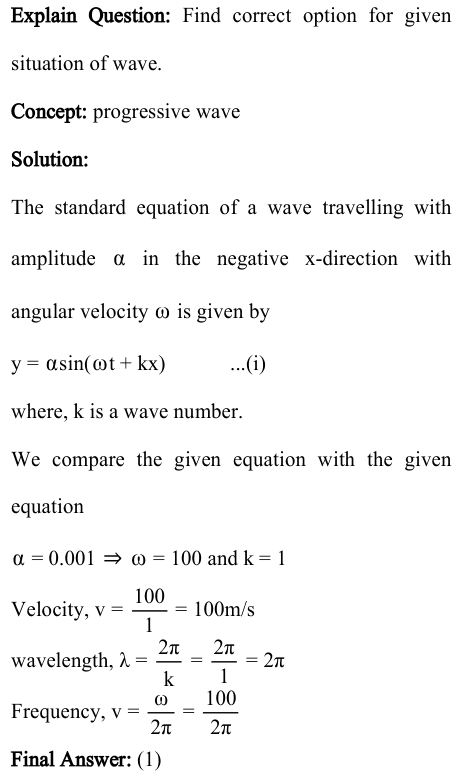 Explain Question: Find correct option for given
situation of wave.
Concept: progressive wave
Solution:
The standard equation of a wave travelling with
amplitude α in the negative x-direction with
angular velocity ω is given by
y = αsin(ωt + kx) ...(i)
where, k is a wave number.
We compare the given equation with the given
equation
α = 0.001 ⇒ ω = 100 and k = 1
Velocity, v = 100/1 = 100m/s
wavelength, λ = 2π/k = 2π/1 = 2π
Frequency, v = ω/2π = 100/2π
Final Answer: (1)